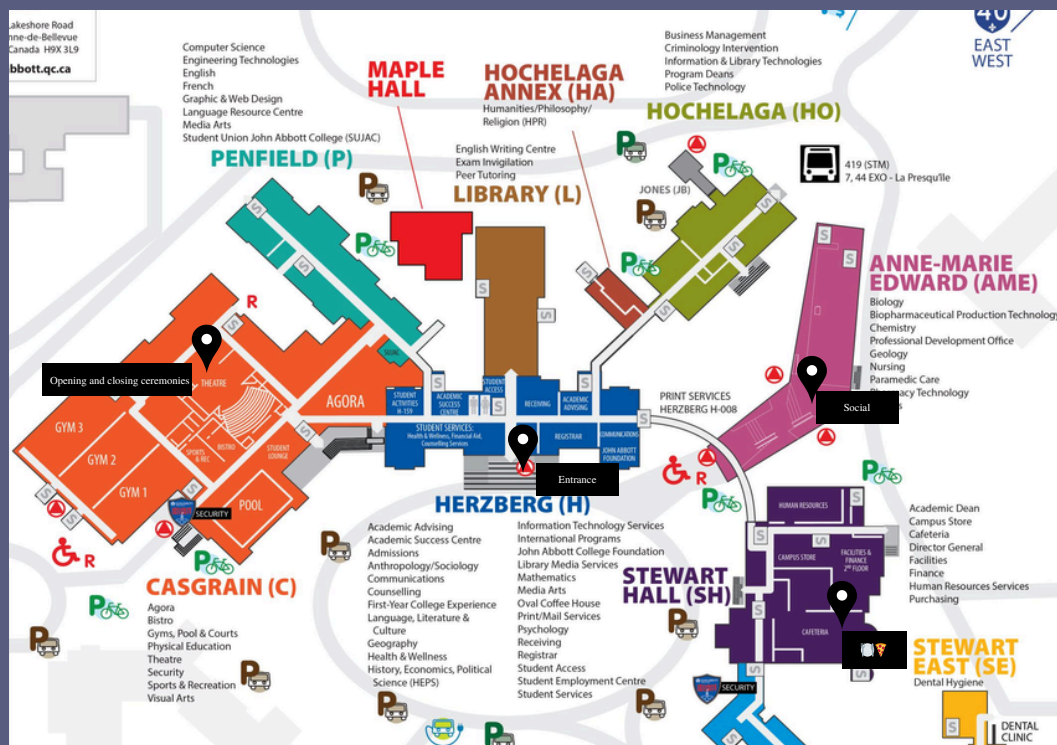 Lakeshore Road
nne-de-Bellevue
Canada H9X 3L9
bbott.qc.ca
Computer Science
Engineering Technologies
English
French
Graphic & Web Design
Language Resource Centre
Media Arts
Student Union John Abbott College (SUJAC)
PENFIELD (P)
MAPLE
HALL
HOCHELAGA
ANNEX (HA)
Humanities/Philosophy/
Religion (HPR)
English Writing Centre
Exam Invigilation
Peer Tutoring
LIBRARY (L)
Business Management
Criminology Intervention
Information & Library Technologies
Program Deans
Police Technology
HOCHELAGA (HO)
40
EAST
WEST
JONES (JB)
419 (STM)
7, 44 EXO - La Presqu'île
ANNE-MARIE
EDWARD (AME)
Biology
Biopharmaceutical Production Technology
Chemistry
Professional Development Office
Geology
Nursing
Paramedic Care
Pharmacy Technology
Social
PRINT SERVICES
HERZBERG H-008
Opening and closing ceremonies
THEATRE
SUJAC
AGORA
GYM 3
GYM 2
GYM 1
SPORTS
& REC
BISTRO
STUDENT
LOUNGE
POOL
SECURITY
R
R
STUDENT
ACTIVITIES
H-159
ACADEMIC
SUCCESS
CENTRE
STUDENT
ACCESS
RECEIVING
ACADEMIC
ADVISING
STUDENT SERVICES:
Health & Wellness, Financial Aid,
Counselling Services
REGISTRAR
COMMUNICATIONS
JOHN ABBOTT
FOUNDATION
Entrance
HERZBERG (H)
Academic Advising
Academic Success Centre
Admissions
Anthropology/Sociology
Communications
Counselling
First-Year College Experience
Language, Literature &
Culture
Geography
Health & Wellness
History, Economics, Political
Science (HEPS)
Information Technology Services
International Programs
John Abbott College Foundation
Library Media Services
Mathematics
Media Arts
Oval Coffee House
Print/Mail Services
Psychology
Receiving
Registrar
Student Access
Student Employment Centre
Student Services
CASGRAIN (C)
Agora
Bistro
Gyms, Pool & Courts
Physical Education
Theatre
Security
Sports & Recreation
Visual Arts
R
HUMAN RESOURCES
CAMPUS STORE
FACILITIES &
FINANCE
2ND FLOOR
CAFETERIA
STEWART
HALL (SH)
Academic Dean
Campus Store
Cafeteria
Director General
Facilities
Finance
Human Resources Services
Purchasing
SECURITY
STEWART
EAST (SE)
Dental Hygiene
DENTAL
CLINIC